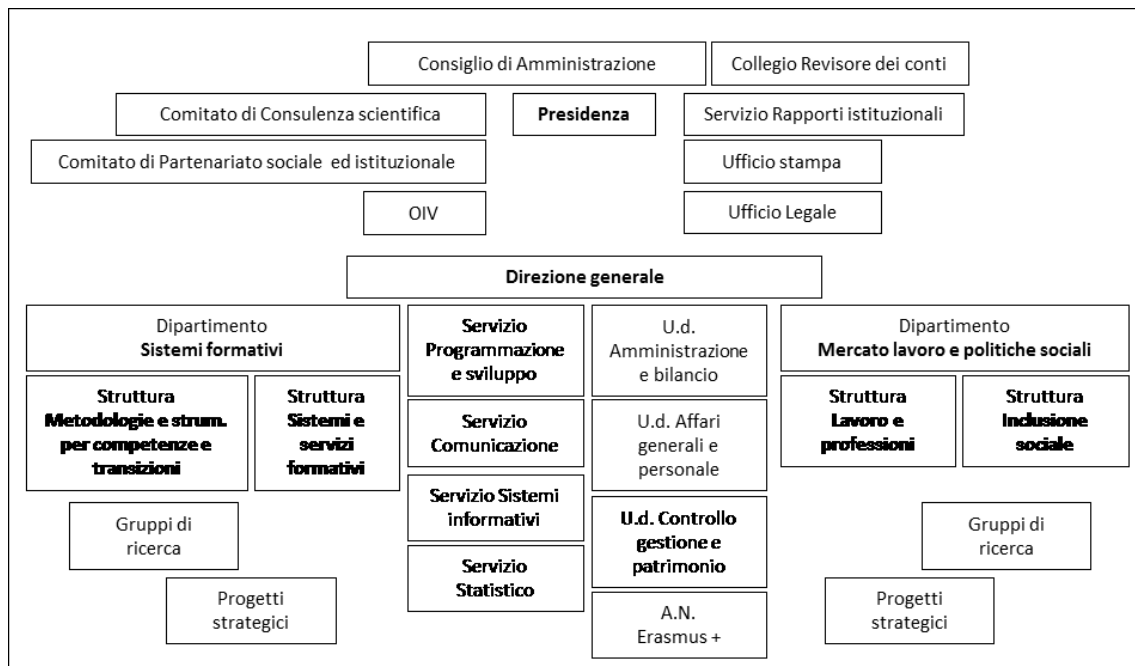 Consiglio di Amministrazione
Collegio Revisore dei conti
Comitato di Consulenza scientifica
Presidenza
Servizio Rapporti istituzionali
Comitato di Partenariato sociale ed istituzionale
Ufficio stampa
OIV
Ufficio Legale
Direzione generale
Dipartimento
Sistemi formativi
Struttura
Metodologie e strum.
per competenze e
transizioni
Struttura
Sistemi e
servizi
formativi
Gruppi di
ricerca
Progetti
strategici
Servizio
Programmazione
e sviluppo
Servizio
Comunicazione
Servizio Sistemi
informativi
Servizio
Statistico
U.d.
Amministrazione
e bilancio
U.d. Affari
generali e
personale
U.d. Controllo
gestione e
patrimonio
A.N.
Erasmus +
Dipartimento
Mercato lavoro e politiche sociali
Struttura
Lavoro e
professioni
Struttura
Inclusione
sociale
Gruppi di
ricerca
Progetti
strategici